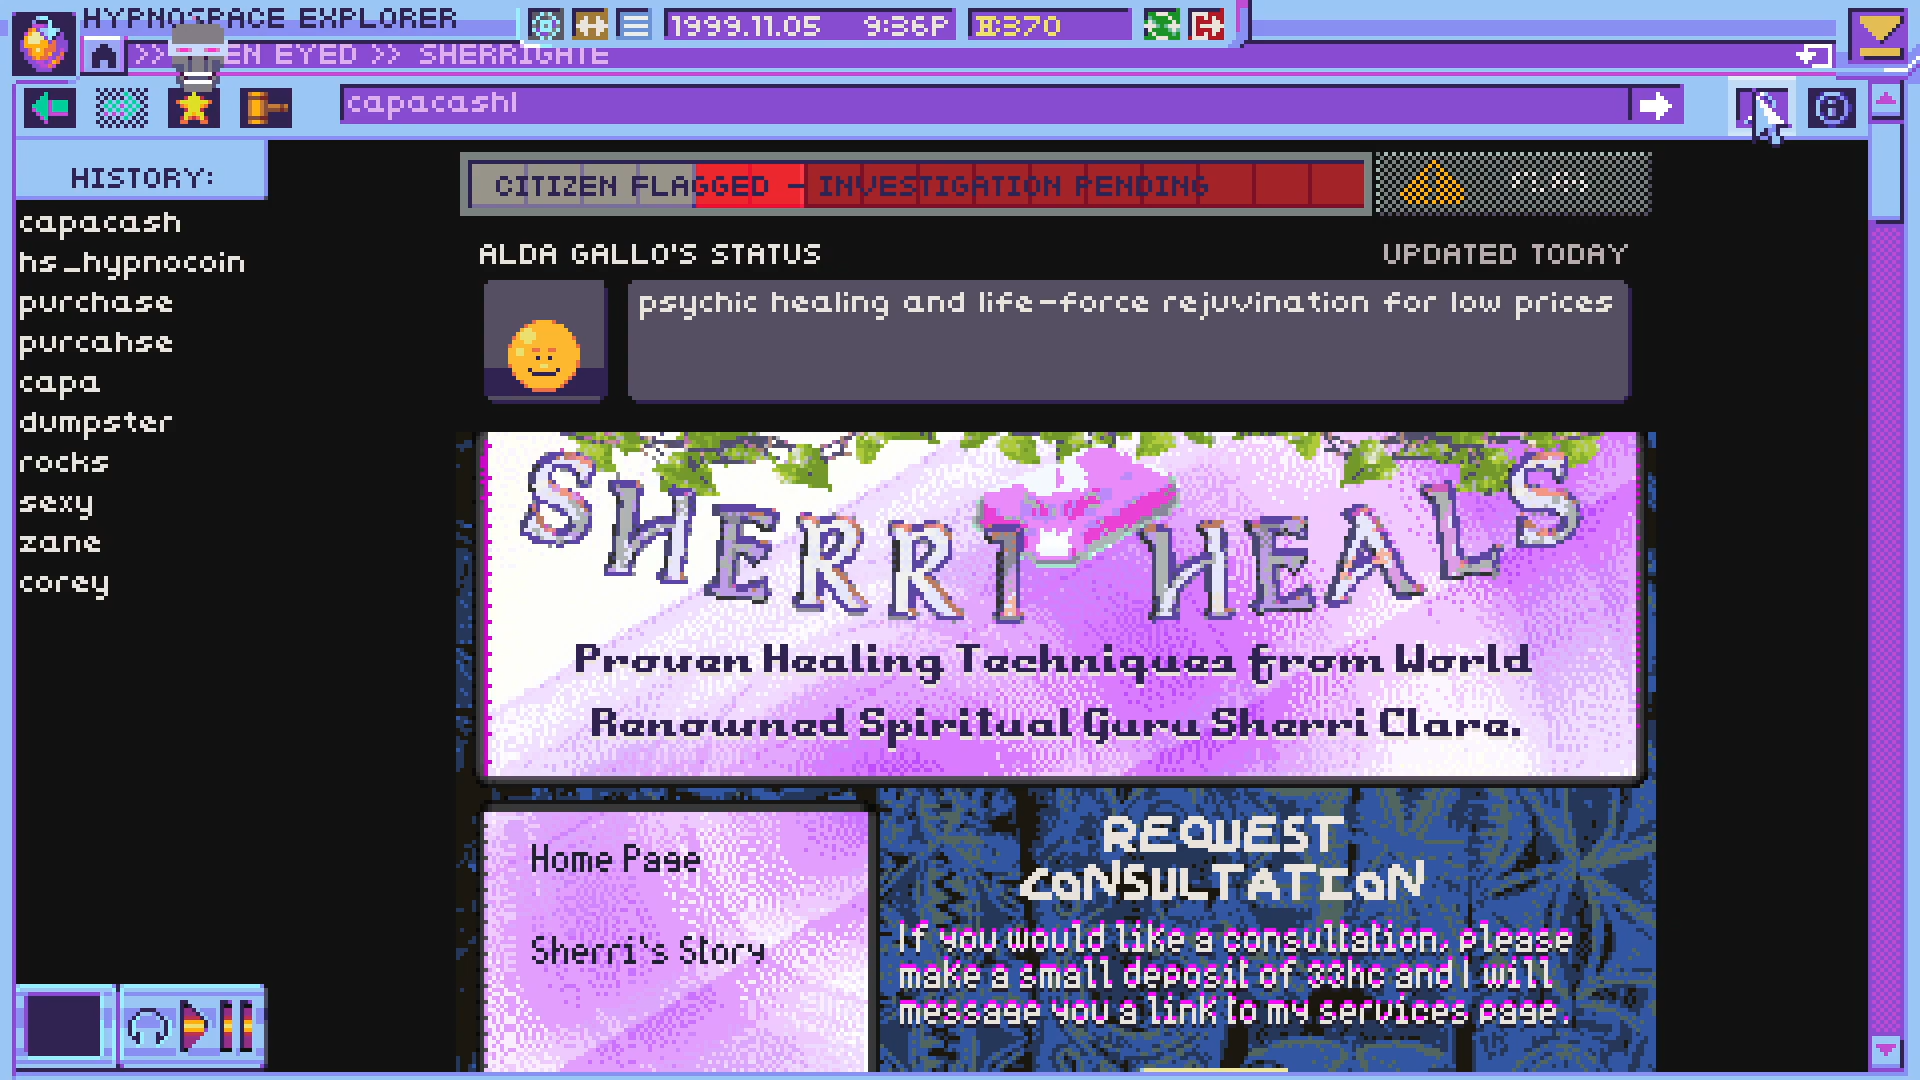 HYPNOSPACE EXPLORER
1999.11.05 9:36P 370
>> EN EYED >> SHERRIGATE
capacash|
HISTORY:
capacash
hs_hypnocoin
purchase
purcahse
capa
dumpster
rocks
sexy
zane
corey
CITIZEN FLAGGED - INVESTIGATION PENDING
FLAG
ALDA GALLO'S STATUS
UPDATED TODAY
psychic healing and life-force rejuvination for low prices
SHERRI HEALS
Proven Healing Techniques from World
Renowned Spiritual Guru Sherri Clare.
Home Page
Sherri's Story
REQUEST
CONSULTATION
If you would like a consultation, please
make a small deposit of 33hc and I will
message you a link to my services page.